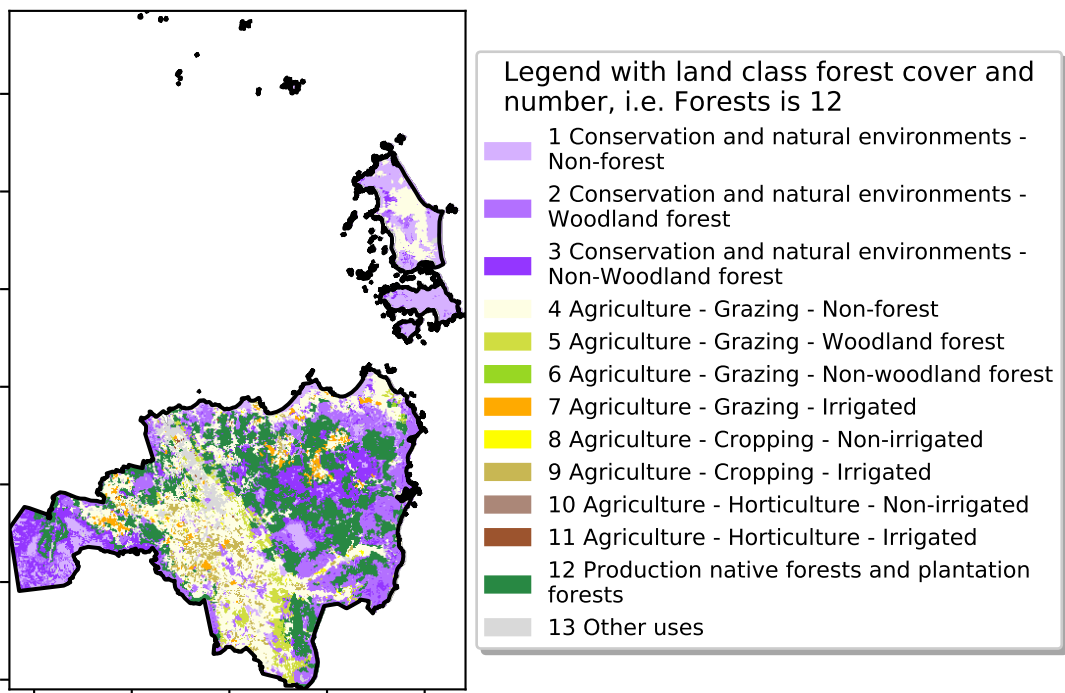 Legend with land class forest cover and
number, i.e. Forests is 12
1 Conservation and natural environments -
Non-forest
2 Conservation and natural environments -
Woodland forest
3 Conservation and natural environments -
Non-Woodland forest
4 Agriculture - Grazing - Non-forest
5 Agriculture - Grazing - Woodland forest
6 Agriculture - Grazing - Non-woodland forest
7 Agriculture - Grazing - Irrigated
8 Agriculture - Cropping - Non-irrigated
9 Agriculture - Cropping - Irrigated
10 Agriculture - Horticulture - Non-irrigated
11 Agriculture - Horticulture - Irrigated
12 Production native forests and plantation
forests
13 Other uses